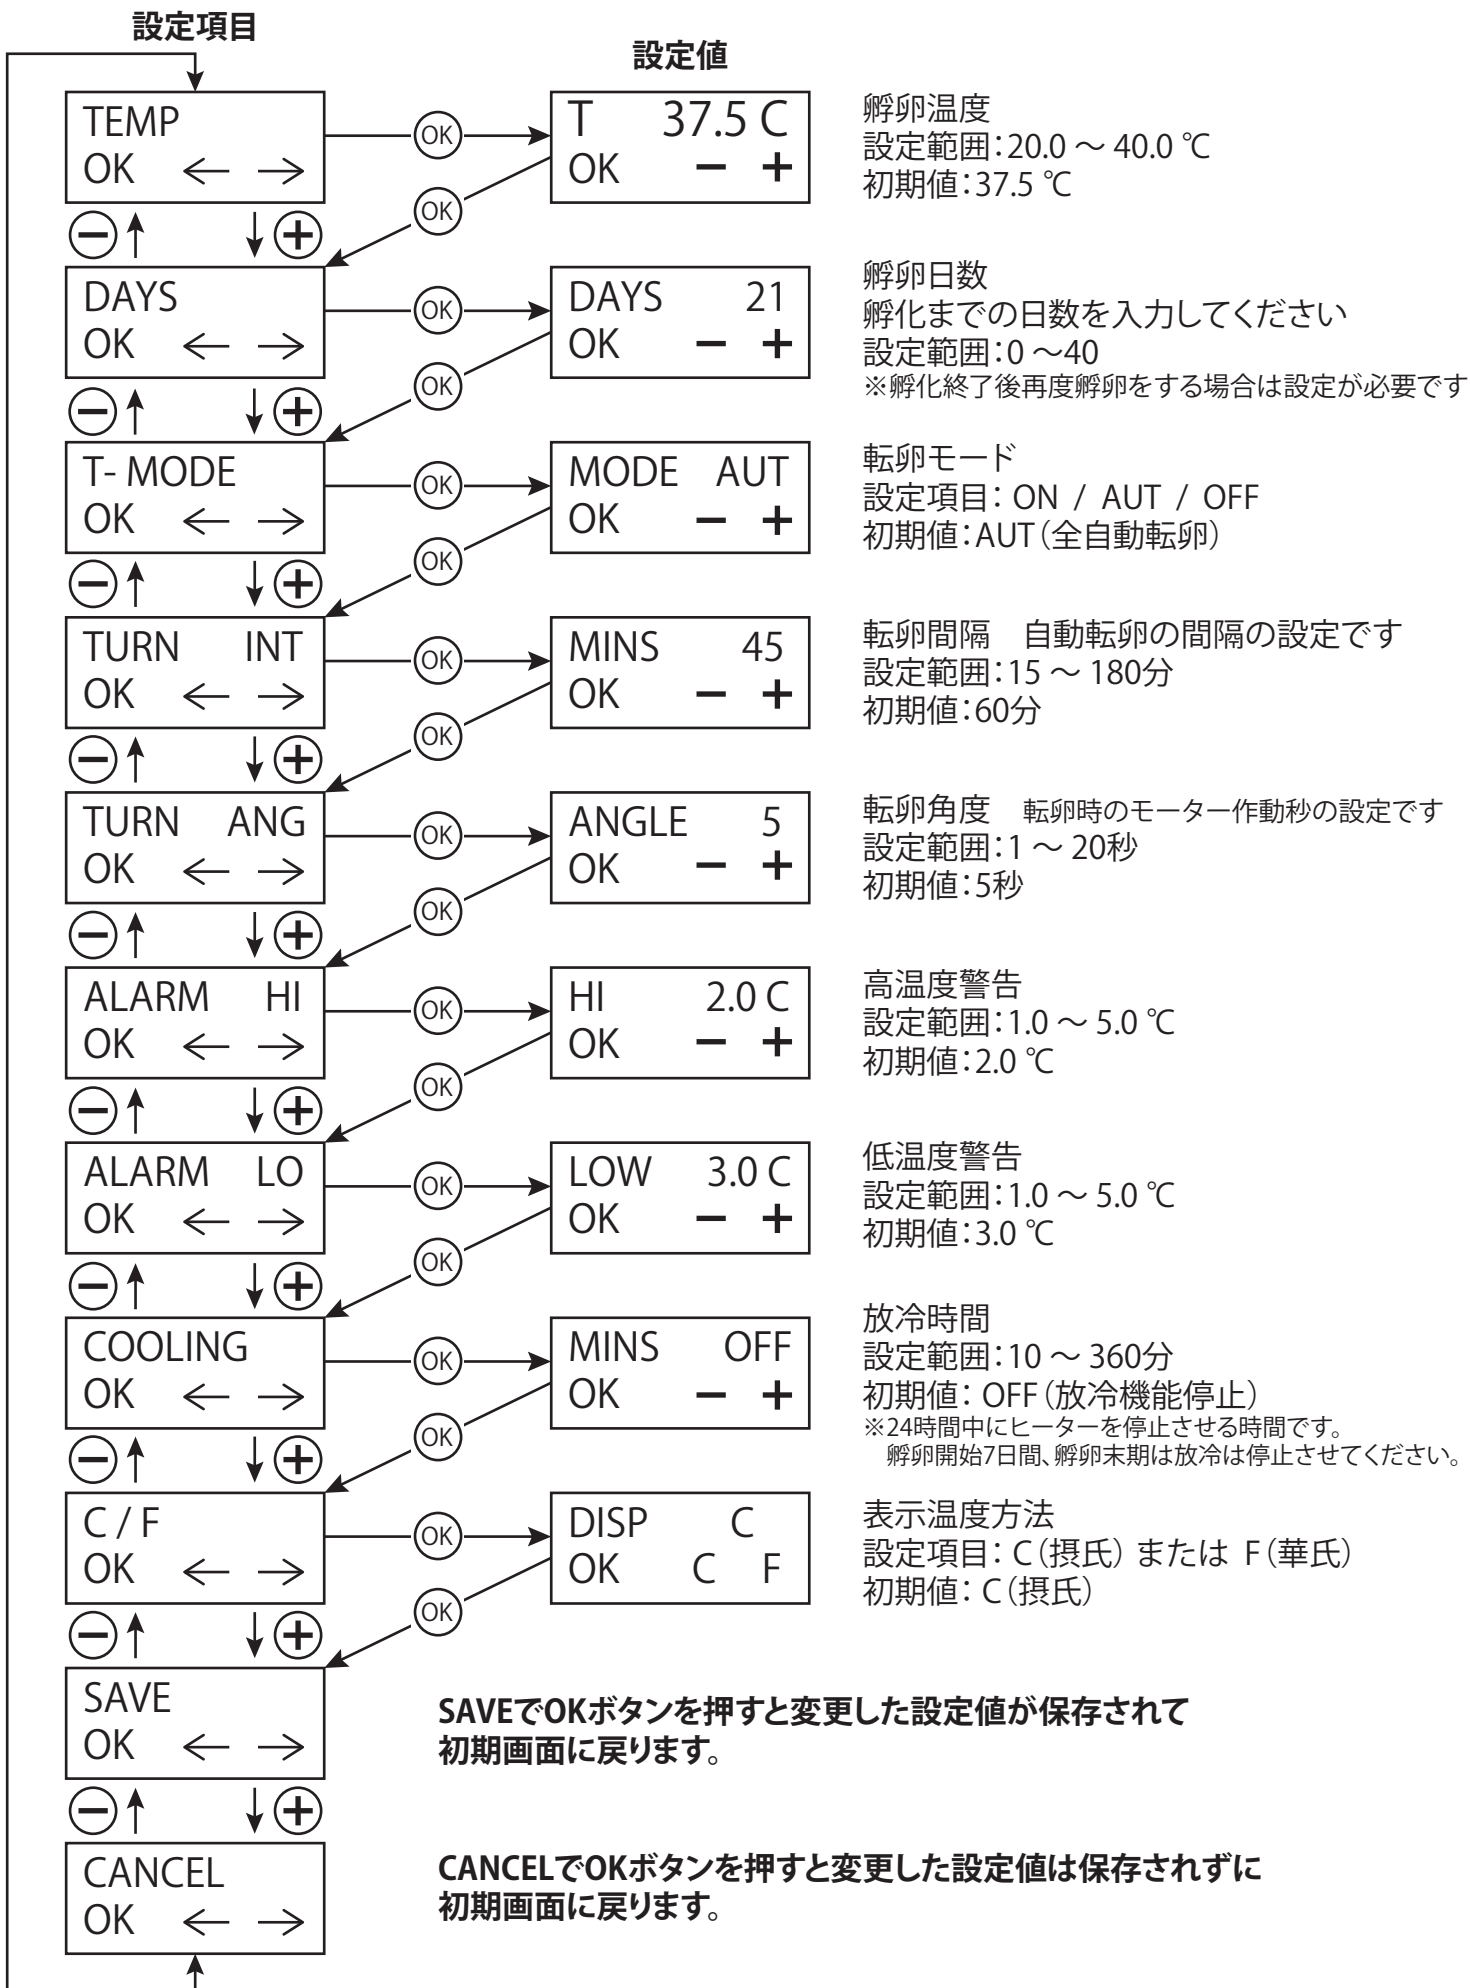 設定項目
設定値
TEMP
OK ← →
OK
T 37.5 C
OK － ＋
孵卵温度
設定範囲：20.0 ～ 40.0 ℃
初期値：37.5 ℃
OK
DAYS
OK ← →
OK
DAYS 21
OK － ＋
孵卵日数
孵化までの日数を入力してください
設定範囲：0 ～40
※孵化終了後再度孵卵をする場合は設定が必要です
OK
T- MODE
OK ← →
OK
MODE AUT
OK － ＋
転卵モード
設定項目： ON / AUT / OFF
初期値：AUT（全自動転卵）
OK
TURN INT
OK ← →
OK
MINS 45
OK － ＋
転卵間隔　自動転卵の間隔の設定です
設定範囲：15 ～ 180分
初期値：60分
OK
TURN ANG
OK ← →
OK
ANGLE 5
OK － ＋
転卵角度　転卵時のモーター作動秒の設定です
設定範囲：1 ～ 20秒
初期値：5秒
OK
ALARM HI
OK ← →
OK
HI 2.0 C
OK － ＋
高温度警告
設定範囲：1.0 ～ 5.0 ℃
初期値：2.0 ℃
OK
ALARM LO
OK ← →
OK
LOW 3.0 C
OK － ＋
低温度警告
設定範囲：1.0 ～ 5.0 ℃
初期値：3.0 ℃
OK
COOLING
OK ← →
OK
MINS OFF
OK － ＋
放冷時間
設定範囲：10 ～ 360分
初期値： OFF（放冷機能停止）
※24時間中にヒーターを停止させる時間です。
孵卵開始7日間、孵卵末期は放冷は停止させてください。
OK
C / F
OK ← →
OK
DISP C
OK C F
表示温度方法
設定項目： C（摂氏） または F（華氏）
初期値： C（摂氏）
OK
SAVE
OK ← →
SAVEでOKボタンを押すと変更した設定値が保存されて
初期画面に戻ります。
CANCEL
OK ← →
CANCELでOKボタンを押すと変更した設定値は保存されずに
初期画面に戻ります。